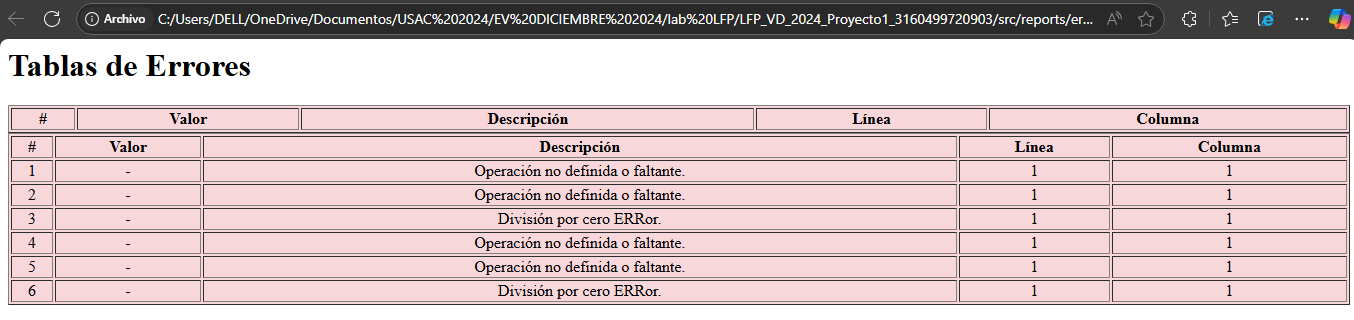 Archivo C:/Users/DELL/OneDrive/Documentos/USAC%202024/EV%20DICIEMBRE%202024/lab%20LFP/LFP_VD_2024_Proyecto1_3160499720903/src/reports/er...
Tablas de Errores
# Valor Descripción Línea Columna
# Valor Descripción Línea Columna
1 - Operación no definida o faltante. 1 1
2 - Operación no definida o faltante. 1 1
3 - División por cero ERRor. 1 1
4 - Operación no definida o faltante. 1 1
5 - Operación no definida o faltante. 1 1
6 - División por cero ERRor. 1 1